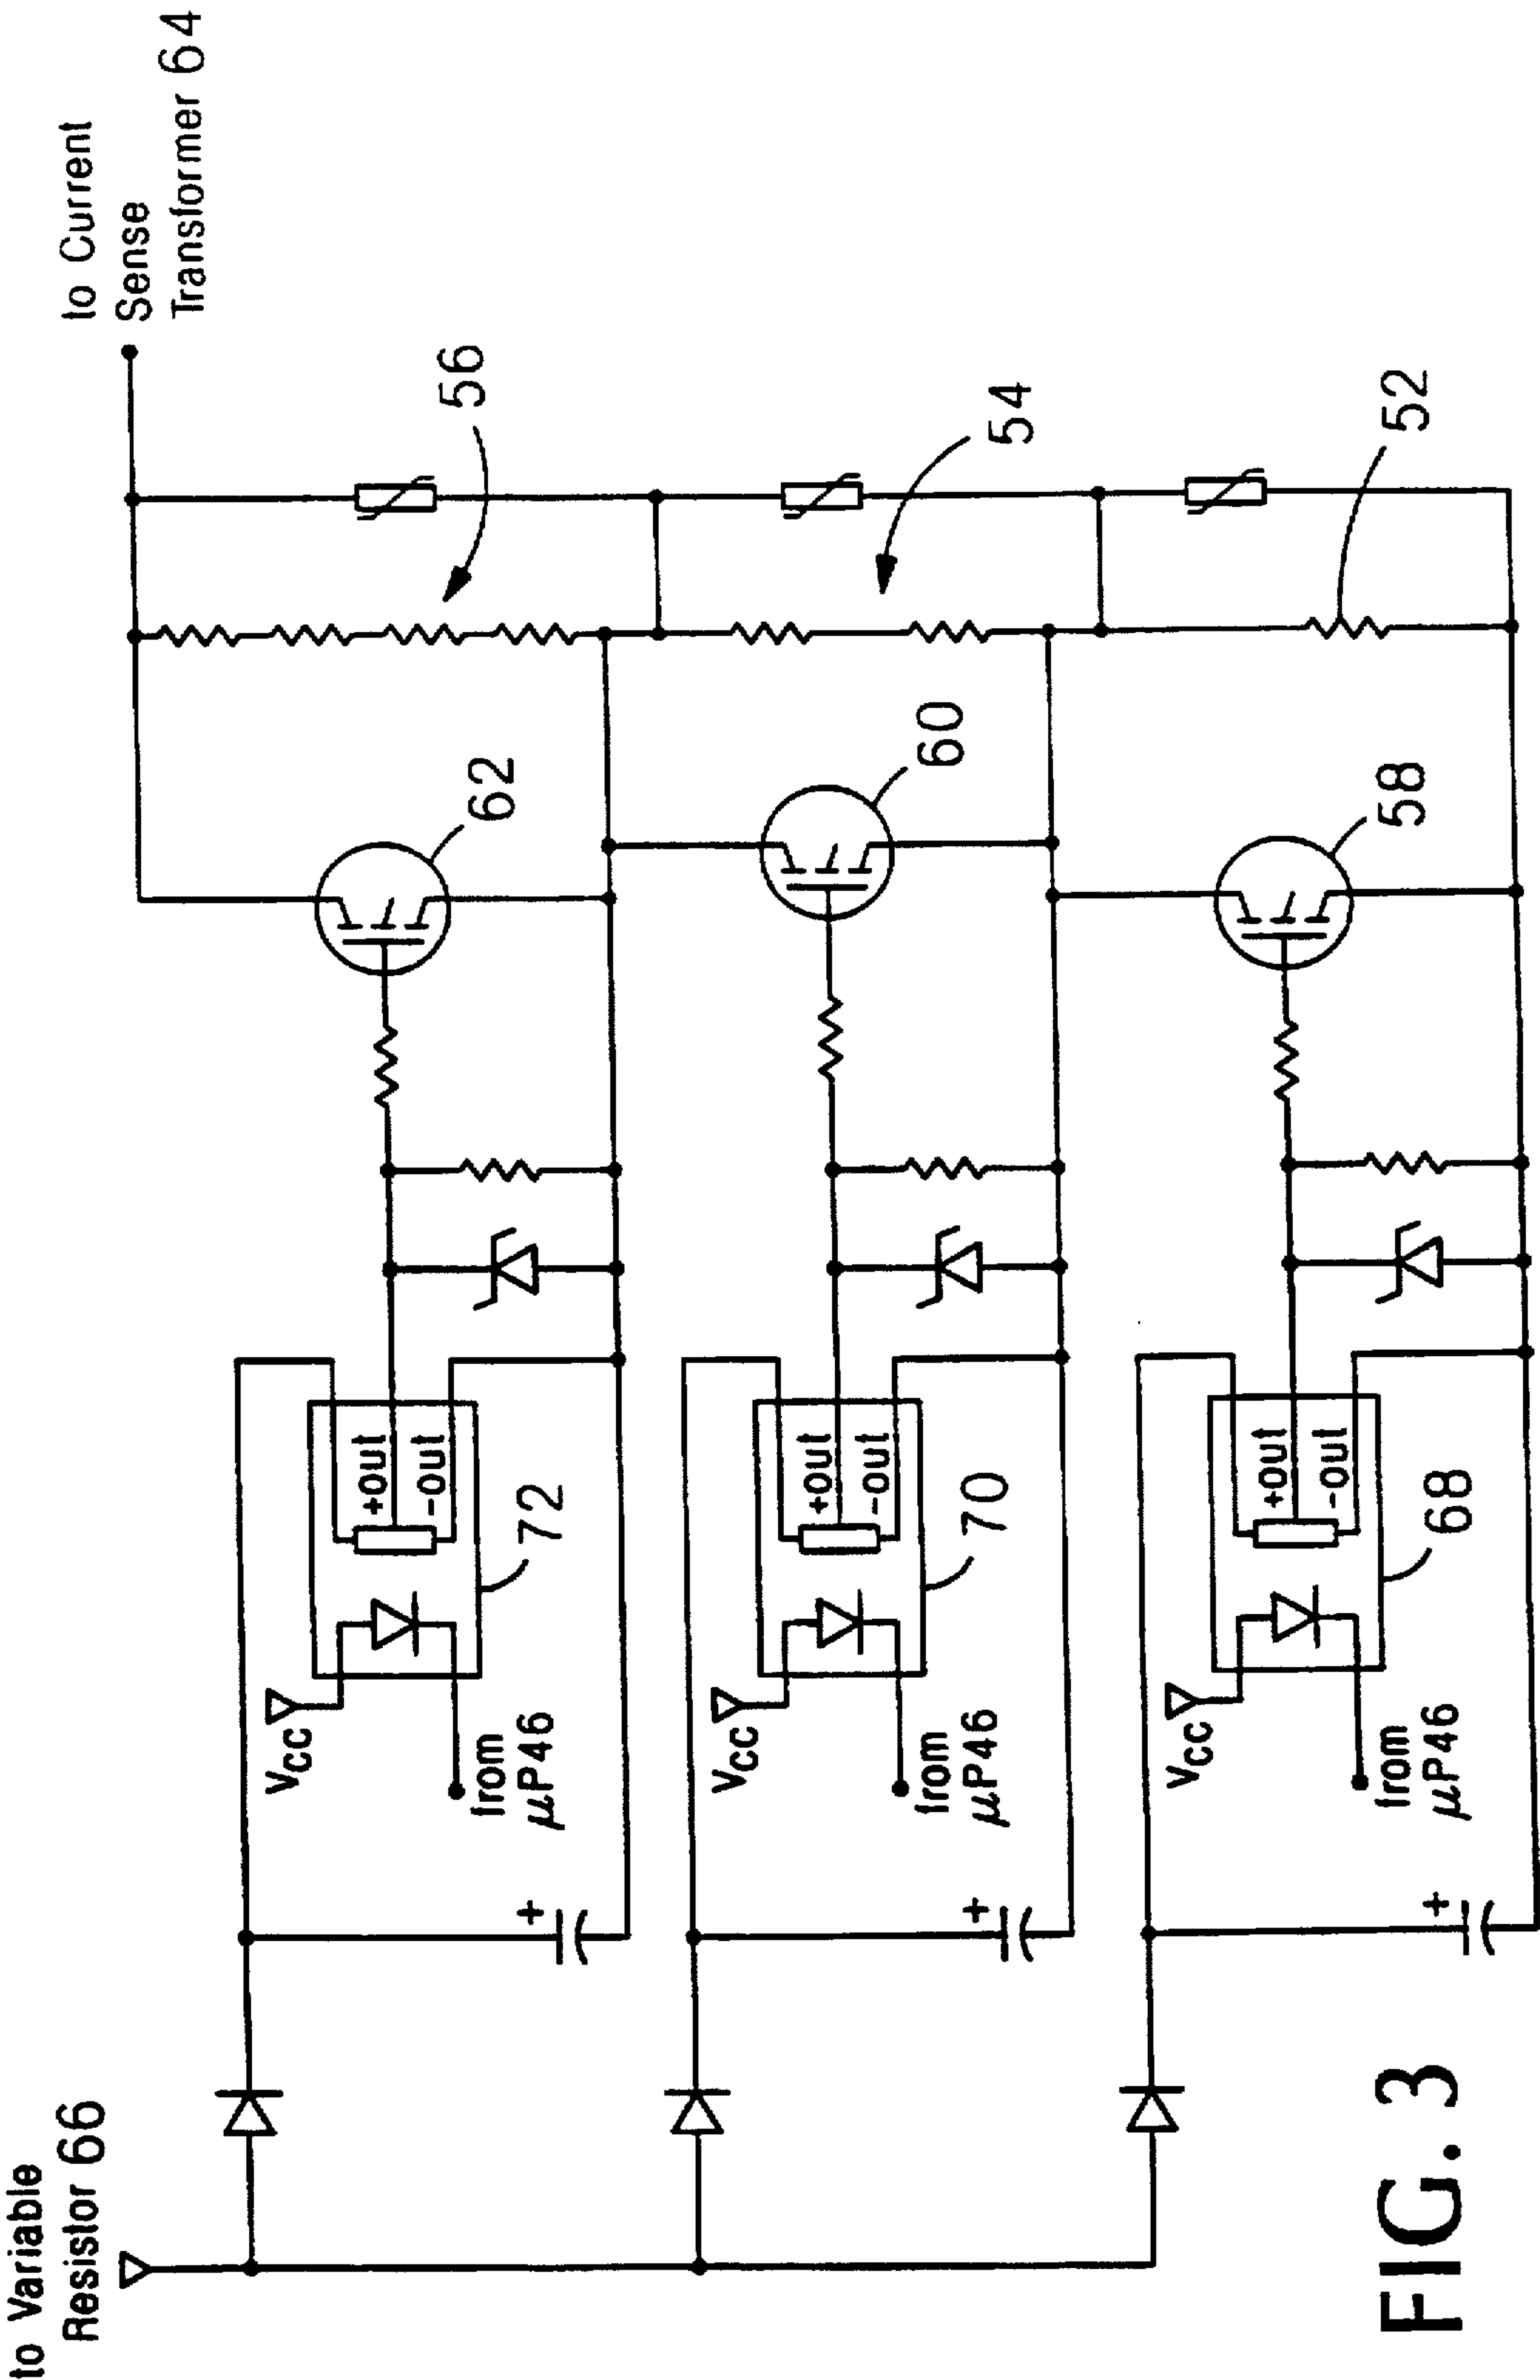 to Variable
Resistor 66
to Current
Sense
Transformer 64
56
54
52
62
60
58
+out
-out
72
Vcc
from
μP46
+
+out
-out
70
Vcc
from
μP46
+
+out
-out
68
Vcc
from
μP46
+
FIG. 3